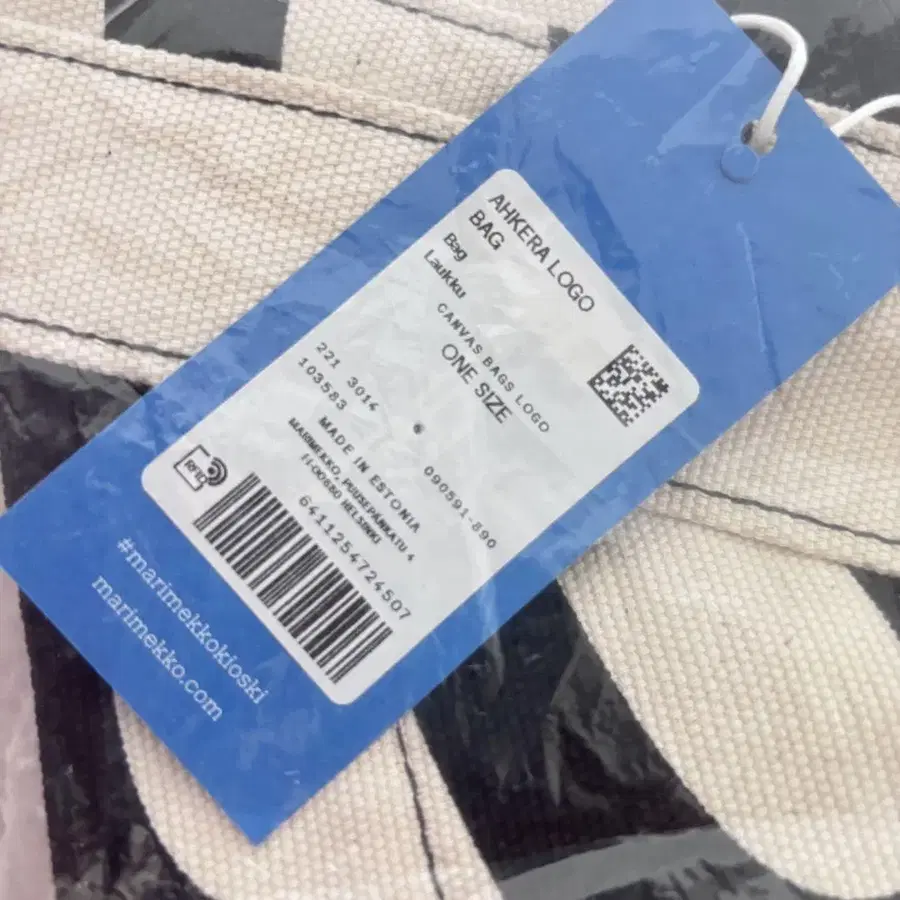 AHKERA LOGO
BAG
Bag
Laukku
CANVAS BAGS LOGO
ONE SIZE
221 3014
103583
090591-890
MADE IN ESTONIA
MARIMEKKO, PUUSEPÄNKATU 4
FI-00880 HELSINKI
RFID
6411254724507
#marimekkokioski
marimekko.com